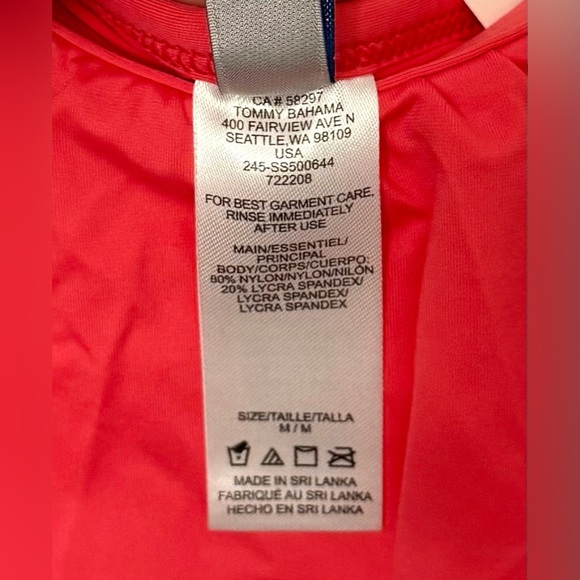 CA# 58297
TOMMY BAHAMA
400 FAIRVIEW AVE N
SEATTLE,WA 98109
USA
245-SS500644
722208
FOR BEST GARMENT CARE,
RINSE IMMEDIATELY
AFTER USE
MAIN/ESSENTIEL/
PRINCIPAL
BODY/CORPS/CUERPO:
80% NYLON/NYLON/NILÓN
20% LYCRA SPANDEX/
LYCRA SPANDEX/
LYCRA SPANDEX
SIZE/TAILLE/TALLA
M / M
MADE IN SRI LANKA
FABRIQUÉ AU SRI LANKA
HECHO EN SRI LANKA